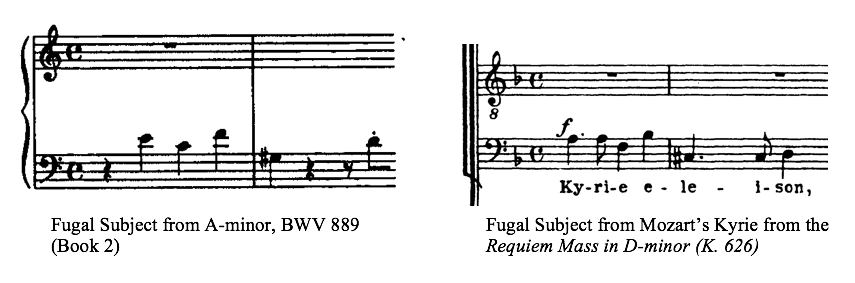 f
8
Ky-ri-e e - le - i-son,
Fugal Subject from A-minor, BWV 889
(Book 2)
Fugal Subject from Mozart's Kyrie from the
Requiem Mass in D-minor (K. 626)